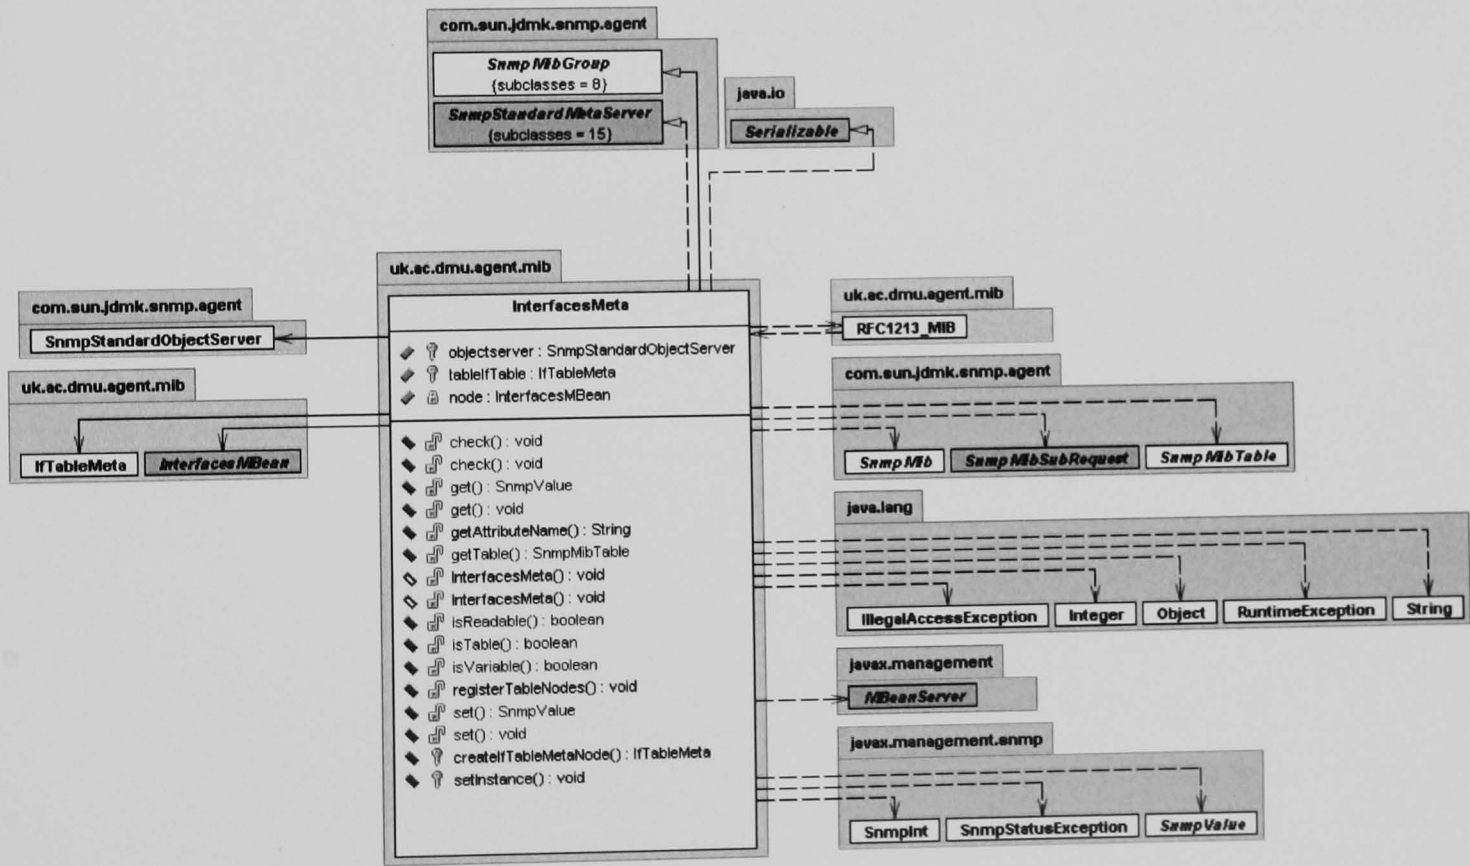 com.sun.jdmk.snmp.agent
SnmpMibGroup
{subclasses = 8}
SnmpStandardMetaServer
{subclasses = 15}
java.io
Serializable
uk.ac.dmu.agent.mib
InterfacesMeta
objectserver : SnmpStandardObjectServer
tableIfTable : IfTableMeta
node : InterfacesMBean
check() : void
check() : void
get() : SnmpValue
get() : void
getAttributeName() : String
getTable() : SnmpMibTable
InterfacesMeta() : void
InterfacesMeta() : void
isReadable() : boolean
isTable() : boolean
isVariable() : boolean
registerTableNodes() : void
set() : SnmpValue
set() : void
createIfTableMetaNode() : IfTableMeta
setInstance() : void
com.sun.jdmk.snmp.agent
SnmpStandardObjectServer
uk.ac.dmu.agent.mib
IfTableMeta
InterfacesMBean
uk.ac.dmu.agent.mib
RFC1213_MIB
com.sun.jdmk.snmp.agent
SnmpMib
SnmpMibSubRequest
SnmpMibTable
java.lang
IllegalAccessException
Integer
Object
RuntimeException
String
javax.management
MBeanServer
javax.management.snmp
SnmpInt
SnmpStatusException
SnmpValue